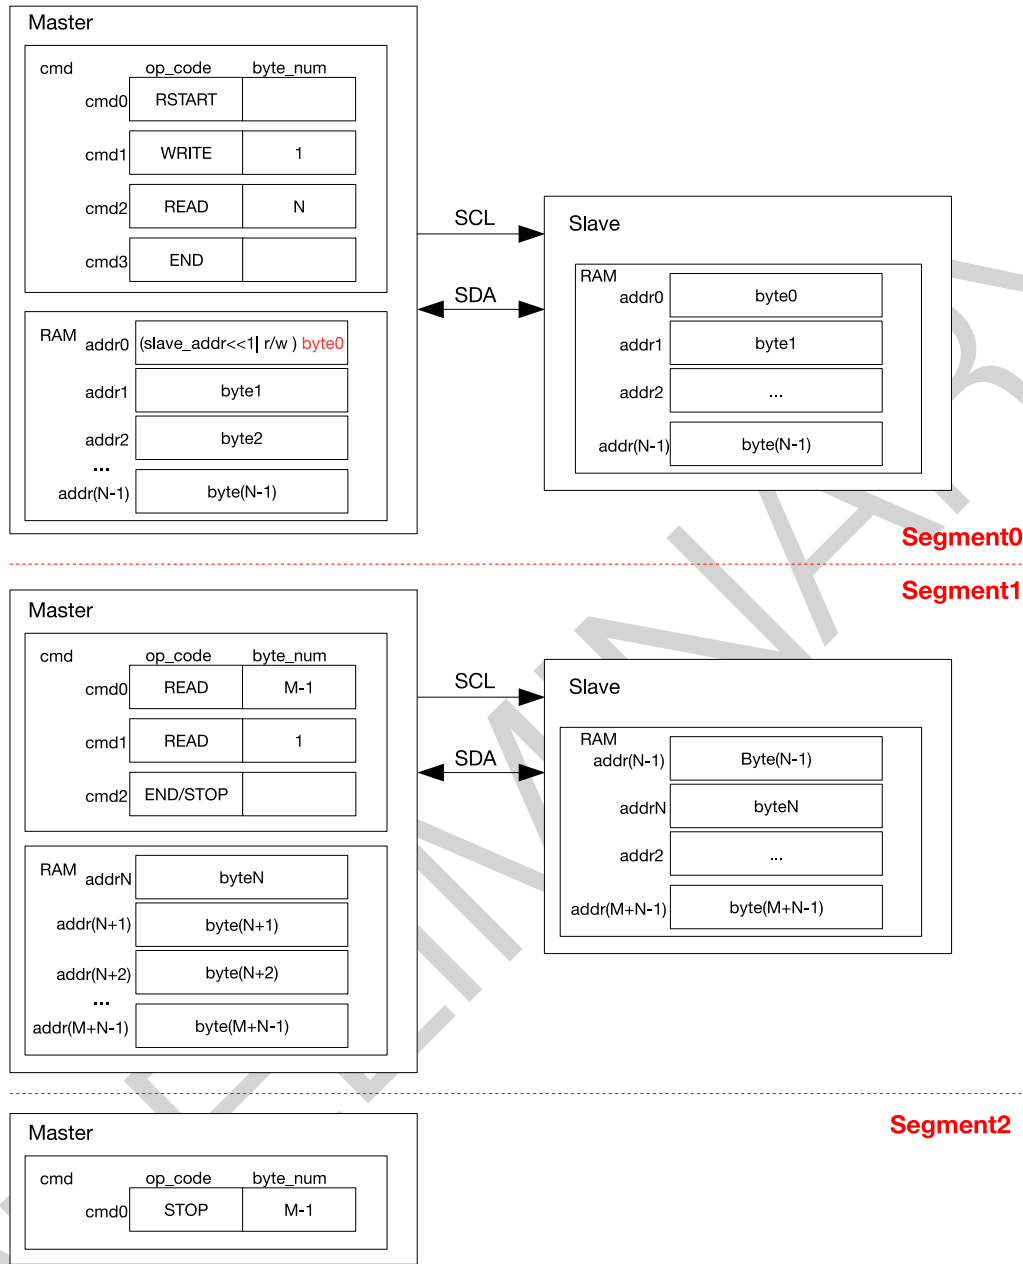 Master
cmd op_code byte_num
cmd0 RSTART
cmd1 WRITE 1
cmd2 READ N
cmd3 END
RAM
addr0 (slave_addr<<1| r/w ) byte0
addr1 byte1
addr2 byte2
...
addr(N-1) byte(N-1)
SCL
SDA
Slave
RAM
addr0 byte0
addr1 byte1
addr2 ...
addr(N-1) byte(N-1)
Segment0
Segment1
Master
cmd op_code byte_num
cmd0 READ M-1
cmd1 READ 1
cmd2 END/STOP
RAM
addrN byteN
addr(N+1) byte(N+1)
addr(N+2) byte(N+2)
...
addr(M+N-1) byte(M+N-1)
SCL
SDA
Slave
RAM
addr(N-1) Byte(N-1)
addrN byteN
addr2 ...
addr(M+N-1) byte(M+N-1)
Segment2
Master
cmd op_code byte_num
cmd0 STOP M-1